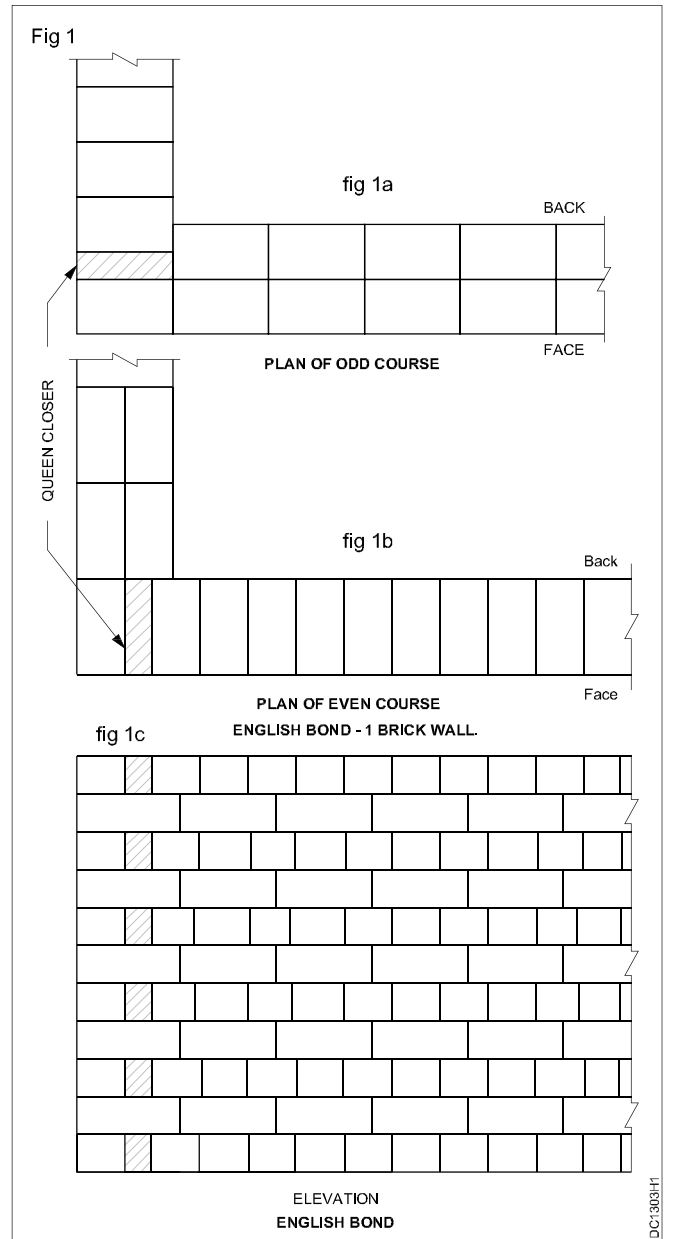 Fig 1
fig 1a
BACK
FACE
PLAN OF ODD COURSE
QUEEN CLOSER
fig 1b
Back
Face
PLAN OF EVEN COURSE
ENGLISH BOND - 1 BRICK WALL.
fig 1c
ELEVATION
ENGLISH BOND
DC1303H1